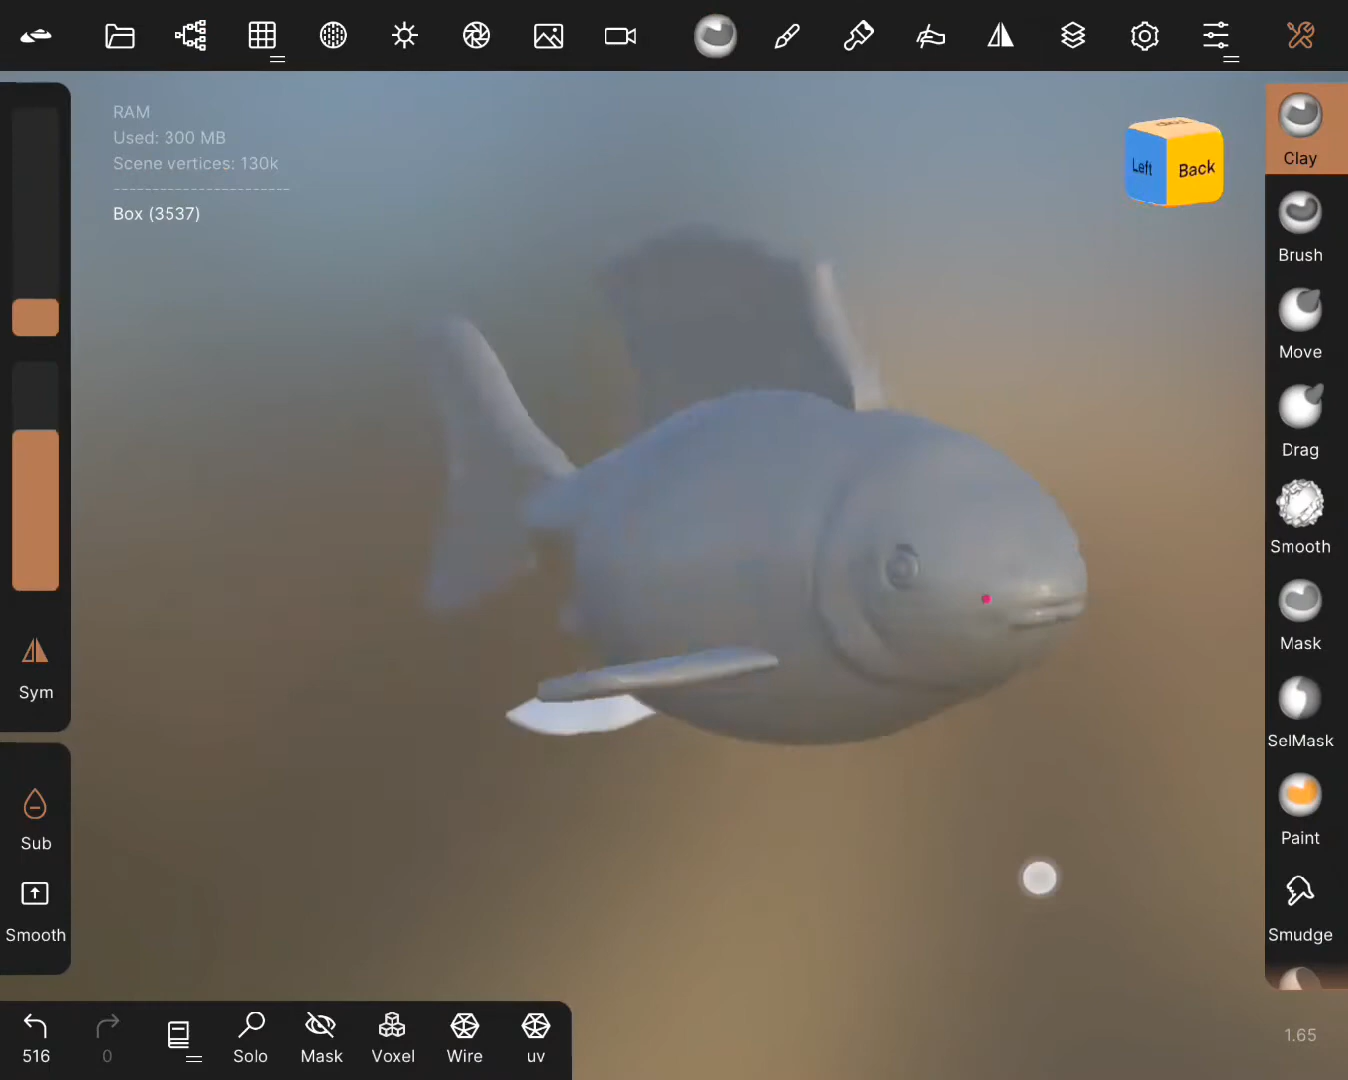 RAM
Used: 300 MB
Scene vertices: 130k
-----------------------
Box (3537)
Top
Left
Back
Sym
Sub
Smooth
Clay
Brush
Move
Drag
Smooth
Mask
SelMask
Paint
Smudge
516
0
Solo
Mask
Voxel
Wire
uv
1.65